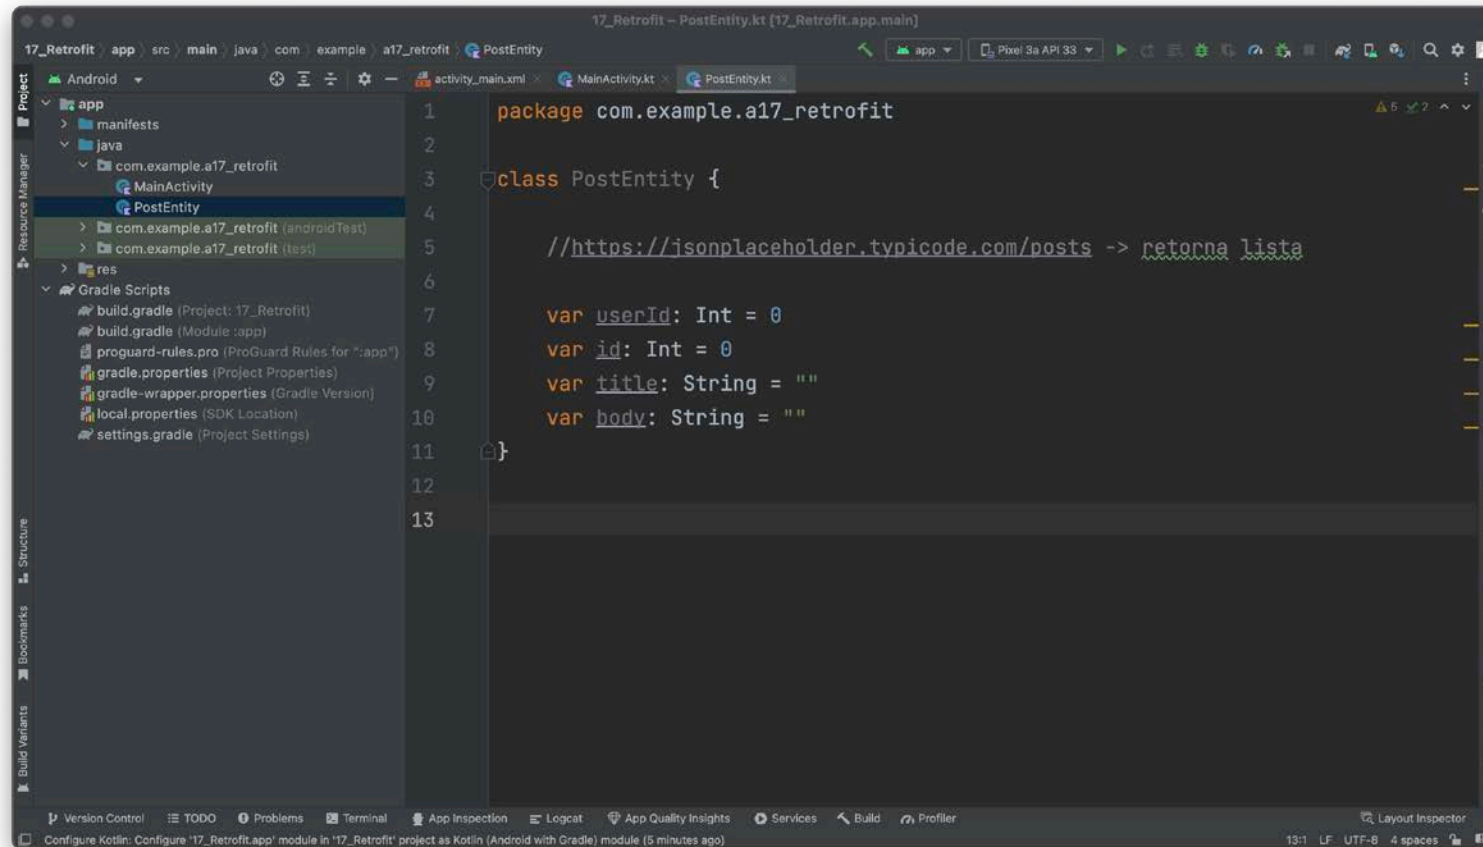 17_Retrofit – PostEntity.kt [17_Retrofit.app.main]
17_Retrofit app src main java com example a17_retrofit PostEntity
app Pixel 3a API 33
Project
Android
activity_main.xml MainActivity.kt PostEntity.kt
app
manifests
java
com.example.a17_retrofit
MainActivity
PostEntity
com.example.a17_retrofit (androidTest)
com.example.a17_retrofit (test)
res
Gradle Scripts
build.gradle (Project: 17_Retrofit)
build.gradle (Module :app)
proguard-rules.pro (ProGuard Rules for ":app")
gradle.properties (Project Properties)
gradle-wrapper.properties (Gradle Version)
local.properties (SDK Location)
settings.gradle (Project Settings)
Resource Manager
Structure
Bookmarks
Build Variants
5 2
1 package com.example.a17_retrofit
2
3 class PostEntity {
4
5 //https://jsonplaceholder.typicode.com/posts -> retorna lista
6
7 var userId: Int = 0
8 var id: Int = 0
9 var title: String = ""
10 var body: String = ""
11 }
12
13
Version Control TODO Problems Terminal App Inspection Logcat App Quality Insights Services Build Profiler Layout Inspector
Configure Kotlin: Configure '17_Retrofit.app' module in '17_Retrofit' project as Kotlin (Android with Gradle) module (5 minutes ago) 13:1 LF UTF-8 4 spaces